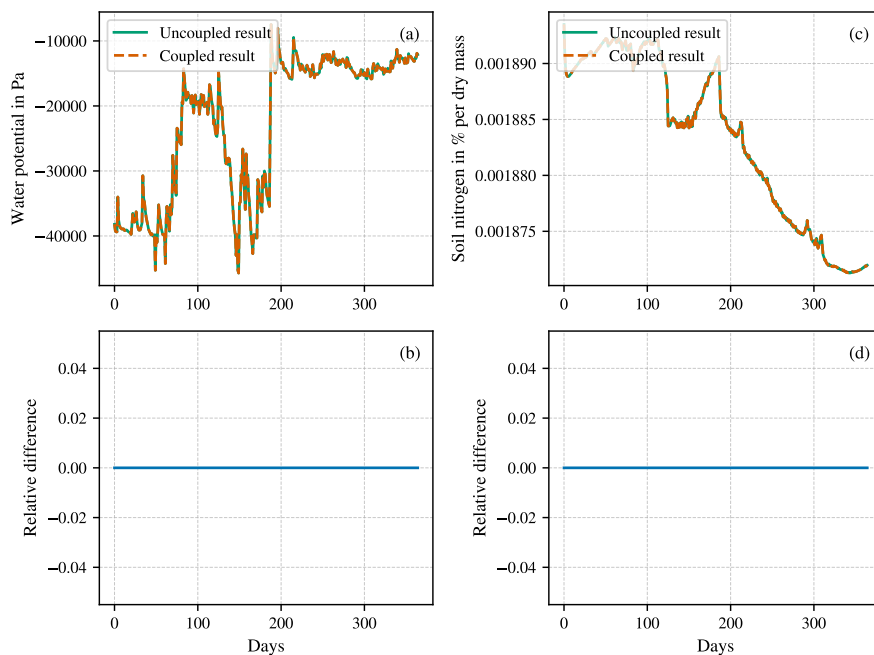 (a)
Uncoupled result
Coupled result
Water potential in Pa
−10000
−20000
−30000
−40000
0
100
200
300
(c)
Uncoupled result
Coupled result
Soil nitrogen in % per dry mass
0.001890
0.001885
0.001880
0.001875
0
100
200
300
(b)
Relative difference
0.04
0.02
0.00
−0.02
−0.04
0
100
200
300
Days
(d)
Relative difference
0.04
0.02
0.00
−0.02
−0.04
0
100
200
300
Days